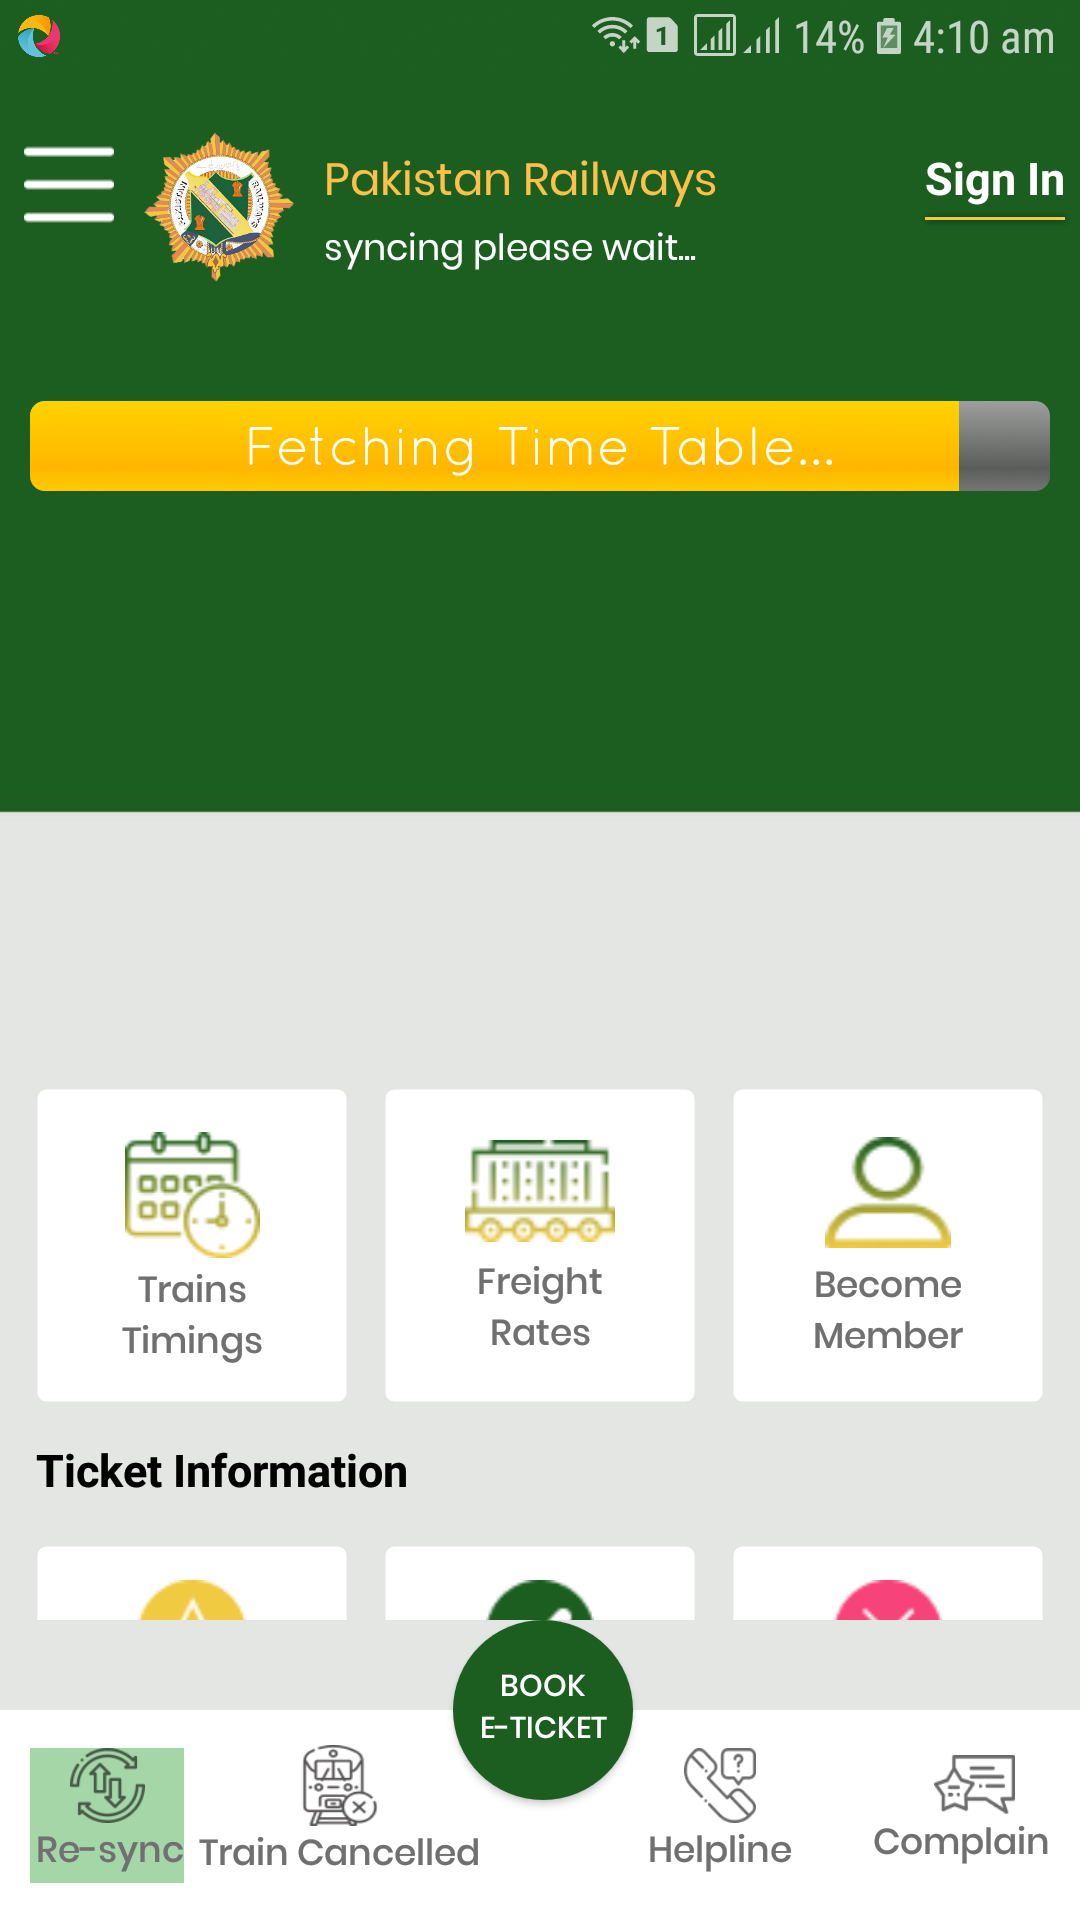 1 14% 4:10 am
Pakistan Railways
Sign In
syncing please wait...
Fetching Time Table...
Trains
Timings
Freight
Rates
Become
Member
Ticket Information
BOOK
E-TICKET
Re-sync
Train Cancelled
Helpline
Complain